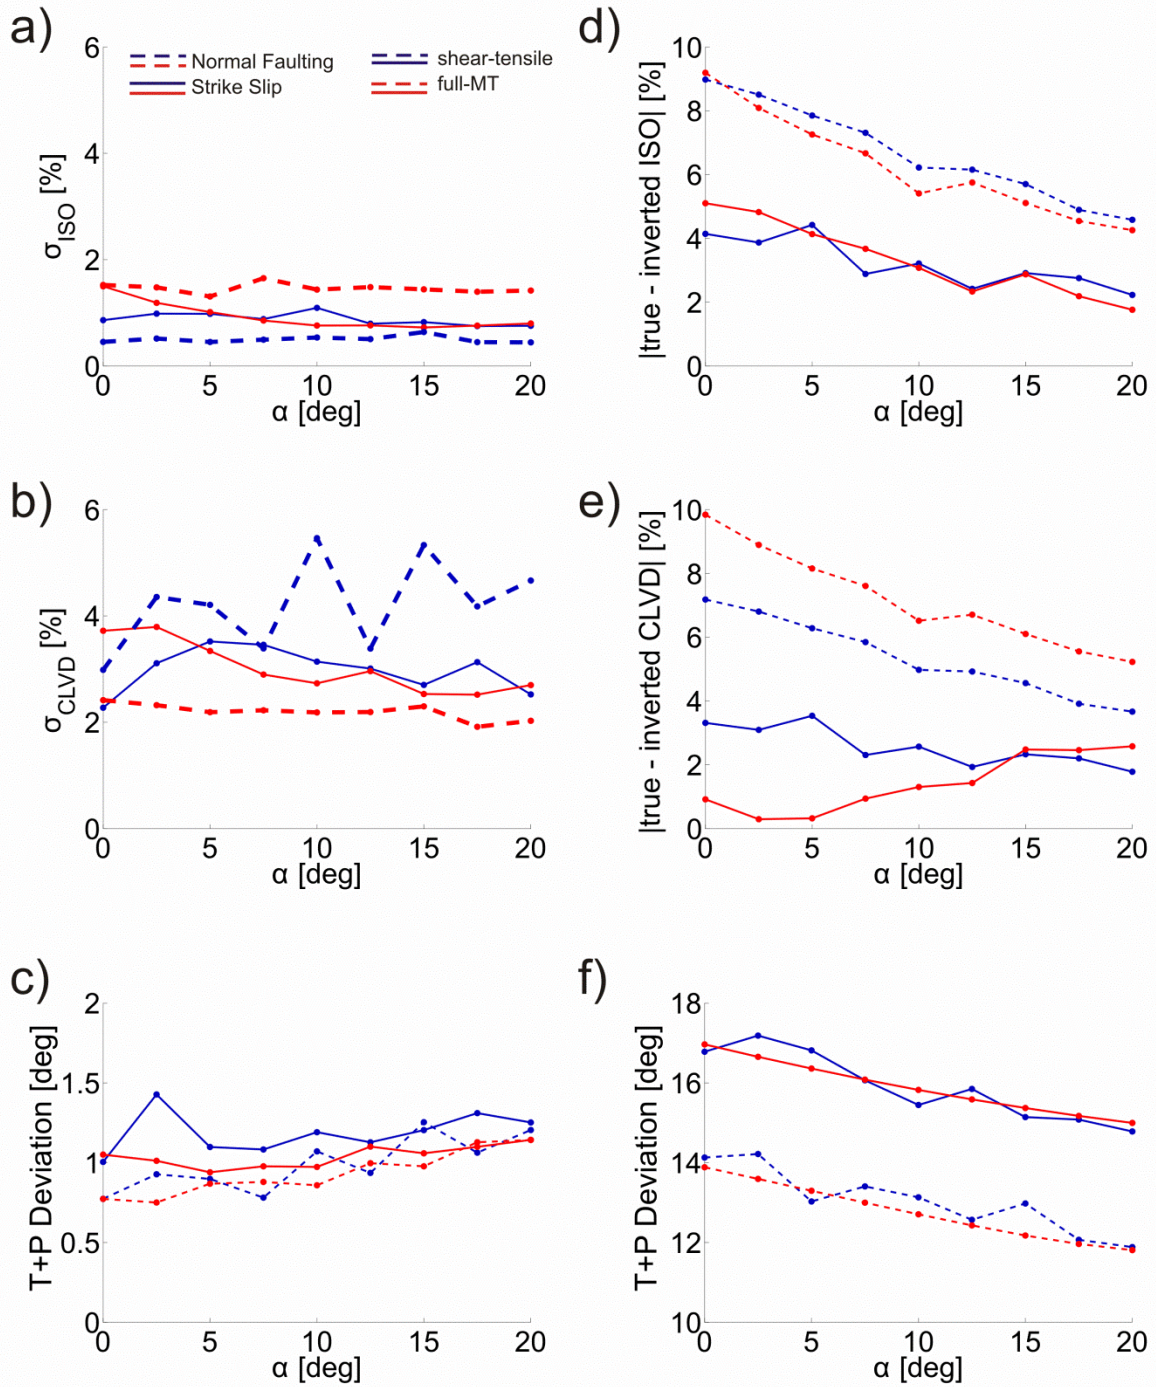 a)
6
4
2
0
σISO [%]
Normal Faulting
Strike Slip
shear-tensile
full-MT
0 5 10 15 20
α [deg]
d)
10
8
6
4
2
0
|true - inverted ISO| [%]
0 5 10 15 20
α [deg]
b)
6
4
2
0
σCLVD [%]
0 5 10 15 20
α [deg]
e)
10
8
6
4
2
0
|true - inverted CLVD| [%]
0 5 10 15 20
α [deg]
c)
2
1.5
1
0.5
0
T+P Deviation [deg]
0 5 10 15 20
α [deg]
f)
18
16
14
12
10
T+P Deviation [deg]
0 5 10 15 20
α [deg]